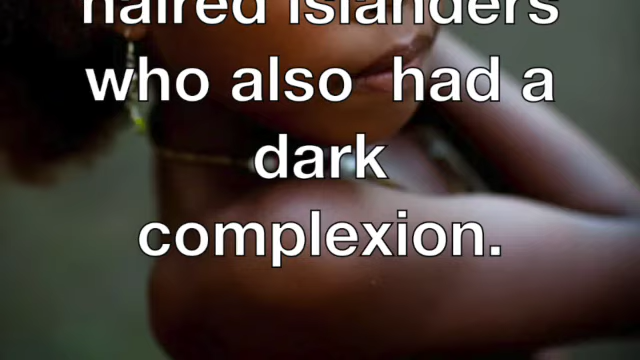 haired islanders
who also had a
dark
complexion.